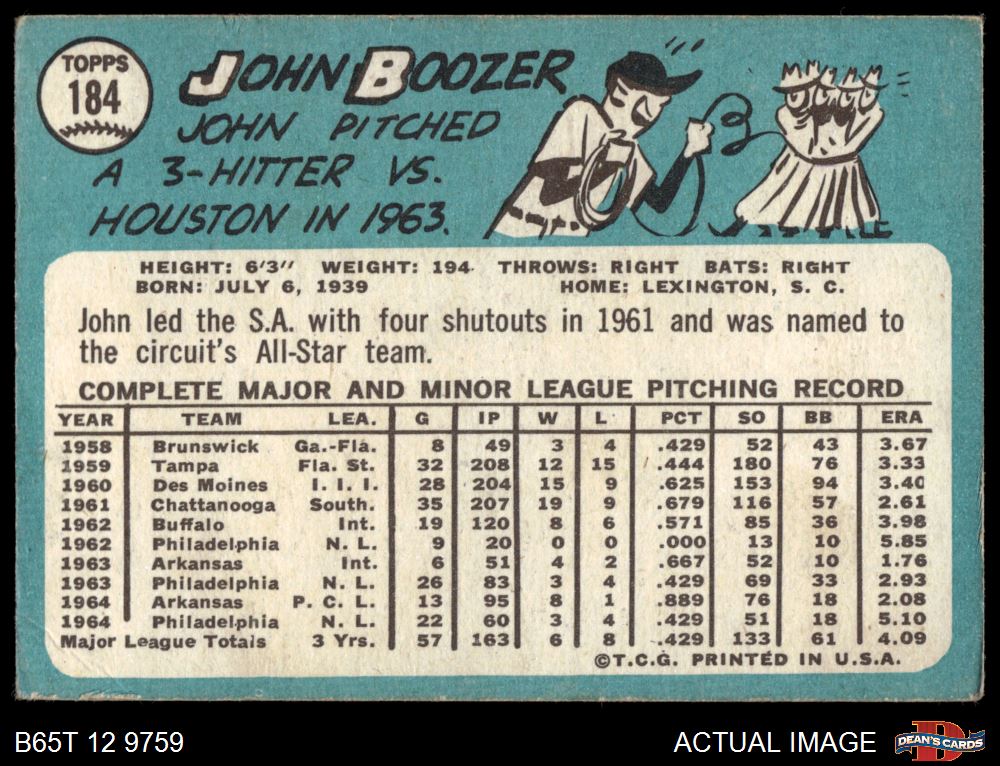 TOPPS
184
JOHN BOOZER
JOHN PITCHED
A 3-HITTER VS.
HOUSTON IN 1963.
HEIGHT: 6'3" WEIGHT: 194 THROWS: RIGHT BATS: RIGHT
BORN: JULY 6, 1939 HOME: LEXINGTON, S. C.
John led the S.A. with four shutouts in 1961 and was named to
the circuit's All-Star team.
COMPLETE MAJOR AND MINOR LEAGUE PITCHING RECORD
YEAR TEAM LEA. G IP W L PCT SO BB ERA
1958 Brunswick Ga.-Fla. 8 49 3 4 .429 52 43 3.67
1959 Tampa Fla. St. 32 208 12 15 .444 180 76 3.33
1960 Des Moines I. I. I. 28 204 15 9 .625 153 94 3.40
1961 Chattanooga South. 35 207 19 9 .679 116 57 2.61
1962 Buffalo Int. 19 120 8 6 .571 85 36 3.98
1962 Philadelphia N. L. 9 20 0 0 .000 13 10 5.85
1963 Arkansas Int. 6 51 4 2 .667 52 10 1.76
1963 Philadelphia N. L. 26 83 3 4 .429 69 33 2.93
1964 Arkansas P. C. L. 13 95 8 1 .889 76 18 2.08
1964 Philadelphia N. L. 22 60 3 4 .429 51 18 5.10
Major League Totals 3 Yrs. 57 163 6 8 .429 133 61 4.09
©T.C.G. PRINTED IN U.S.A.
B65T 12 9759 ACTUAL IMAGE DEAN'S CARDS